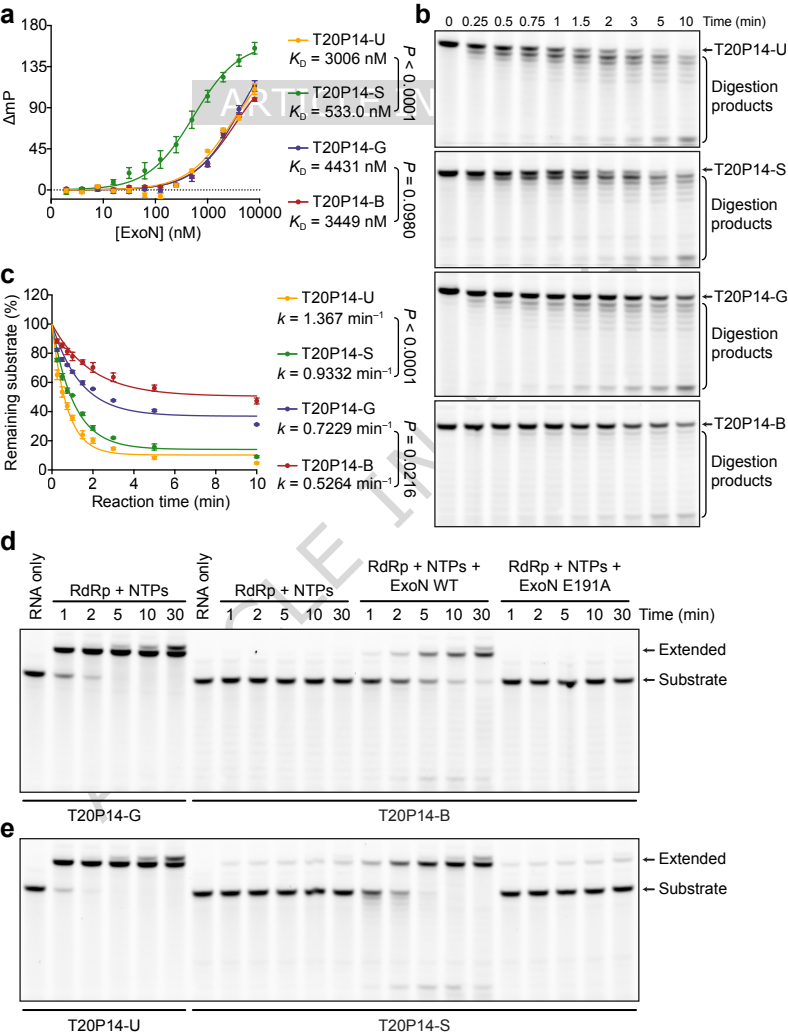 a
180
135
90
45
0
ΔmP
0
10
100
1000
10000
[ExoN] (nM)
T20P14-U
KD = 3006 nM
T20P14-S
KD = 533.0 nM
T20P14-G
KD = 4431 nM
T20P14-B
KD = 3449 nM
P < 0.0001
P = 0.0980
ARTICLE IN
b
0 0.25 0.5 0.75 1 1.5 2 3 5 10 Time (min)
←T20P14-U
Digestion
products
←T20P14-S
Digestion
products
←T20P14-G
Digestion
products
←T20P14-B
Digestion
products
c
120
100
80
60
40
20
0
Remaining substrate (%)
0 2 4 6 8 10
Reaction time (min)
T20P14-U
k = 1.367 min−1
T20P14-S
k = 0.9332 min−1
T20P14-G
k = 0.7229 min−1
T20P14-B
k = 0.5264 min−1
P < 0.0001
P = 0.0216
d
RNA only
RdRp + NTPs
RNA only
RdRp + NTPs
RdRp + NTPs +
ExoN WT
RdRp + NTPs +
ExoN E191A
1 2 5 10 30 1 2 5 10 30 1 2 5 10 30 1 2 5 10 30 Time (min)
←Extended
←Substrate
T20P14-G
T20P14-B
e
←Extended
←Substrate
T20P14-U
T20P14-S